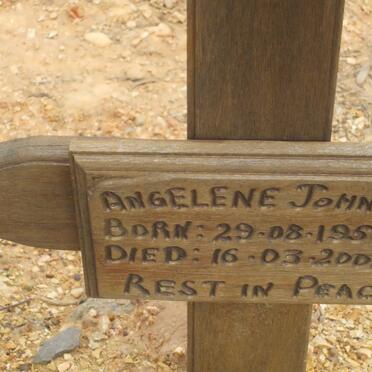 ANGELENE JOHN
BORN: 29-08-195
DIED: 16-03-200
REST IN PEAC